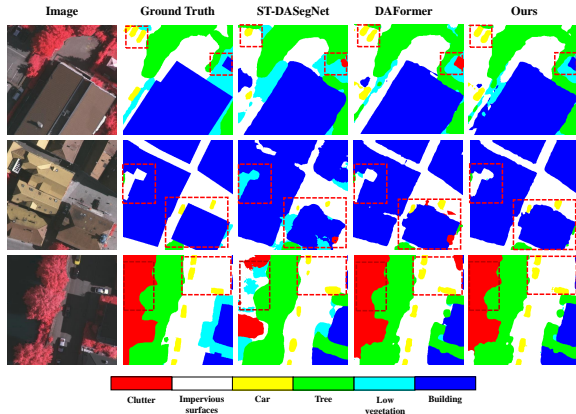 Image Ground Truth ST-DASegNet DAFormer Ours
Clutter Impervious surfaces Car Tree Low vegetation Building